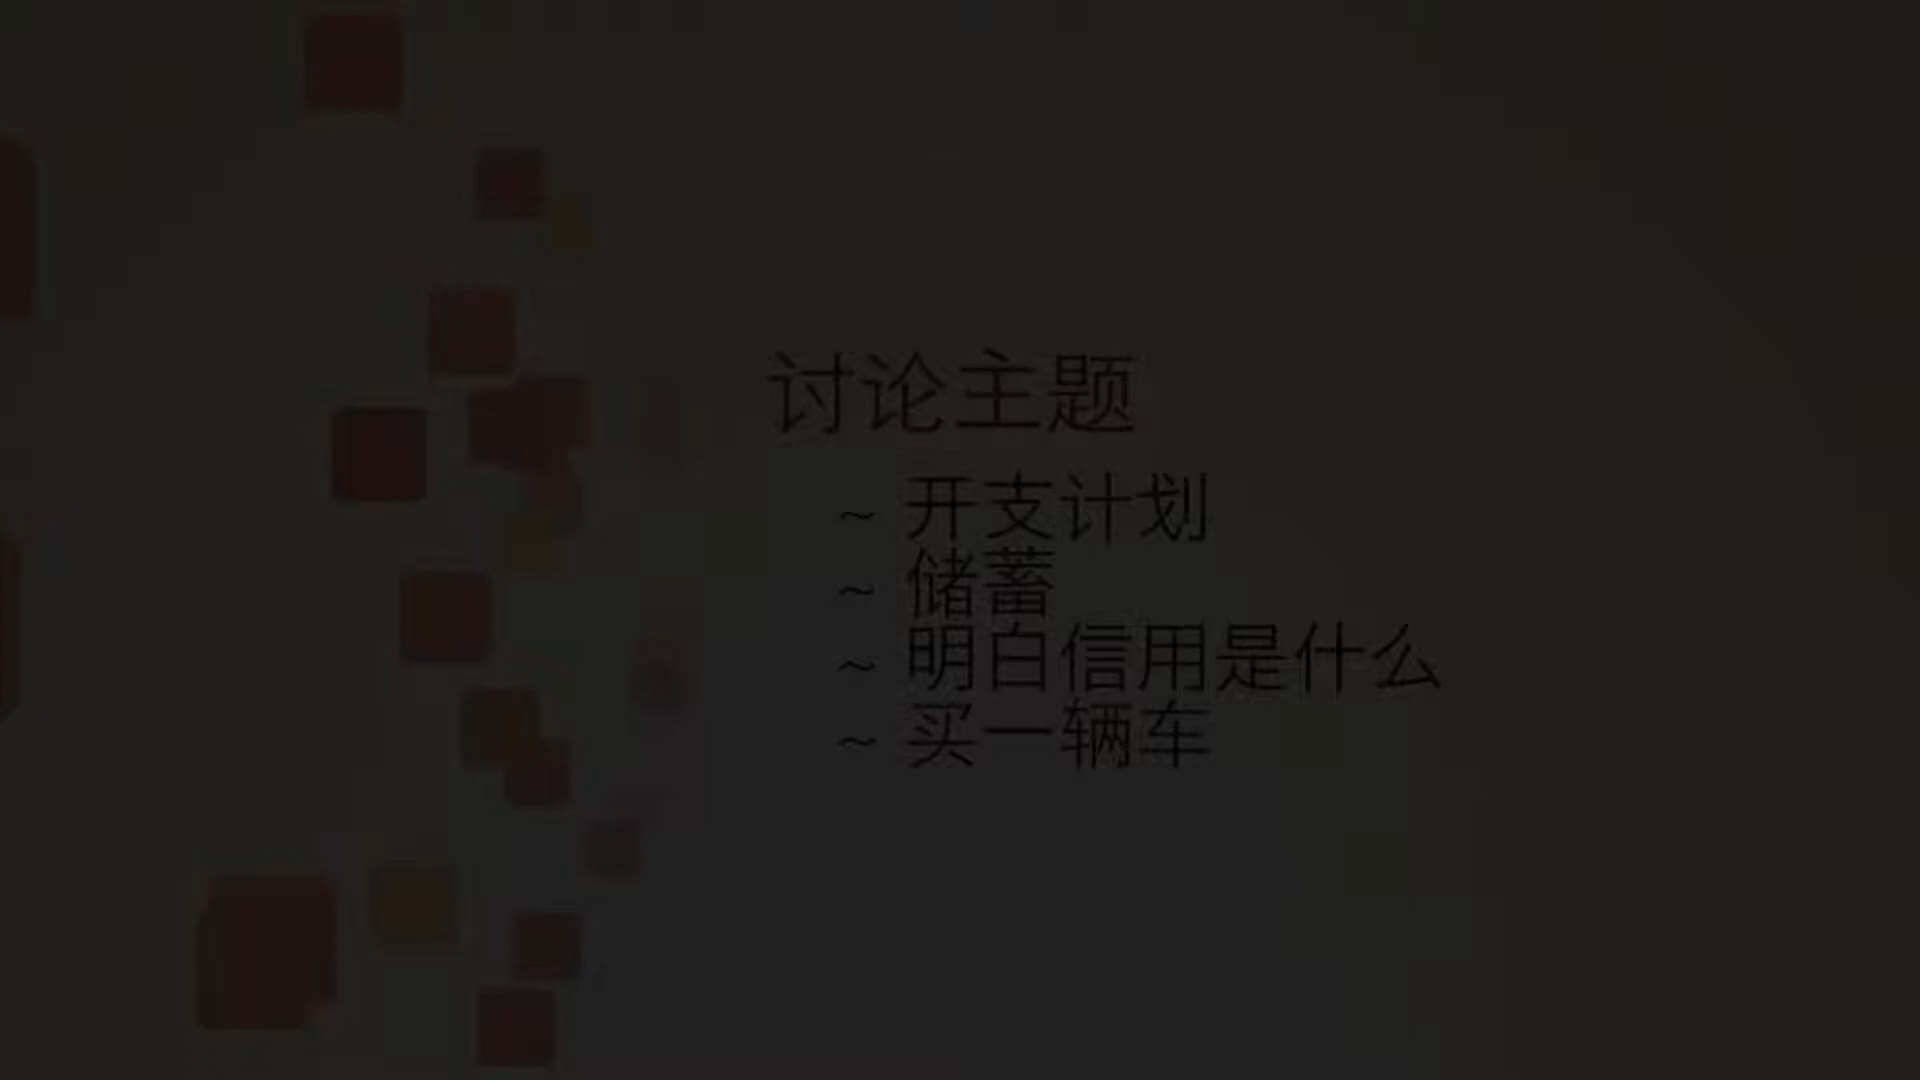 讨论主题
~ 开支计划
~ 储蓄
~ 明白信用是什么
~ 买一辆车